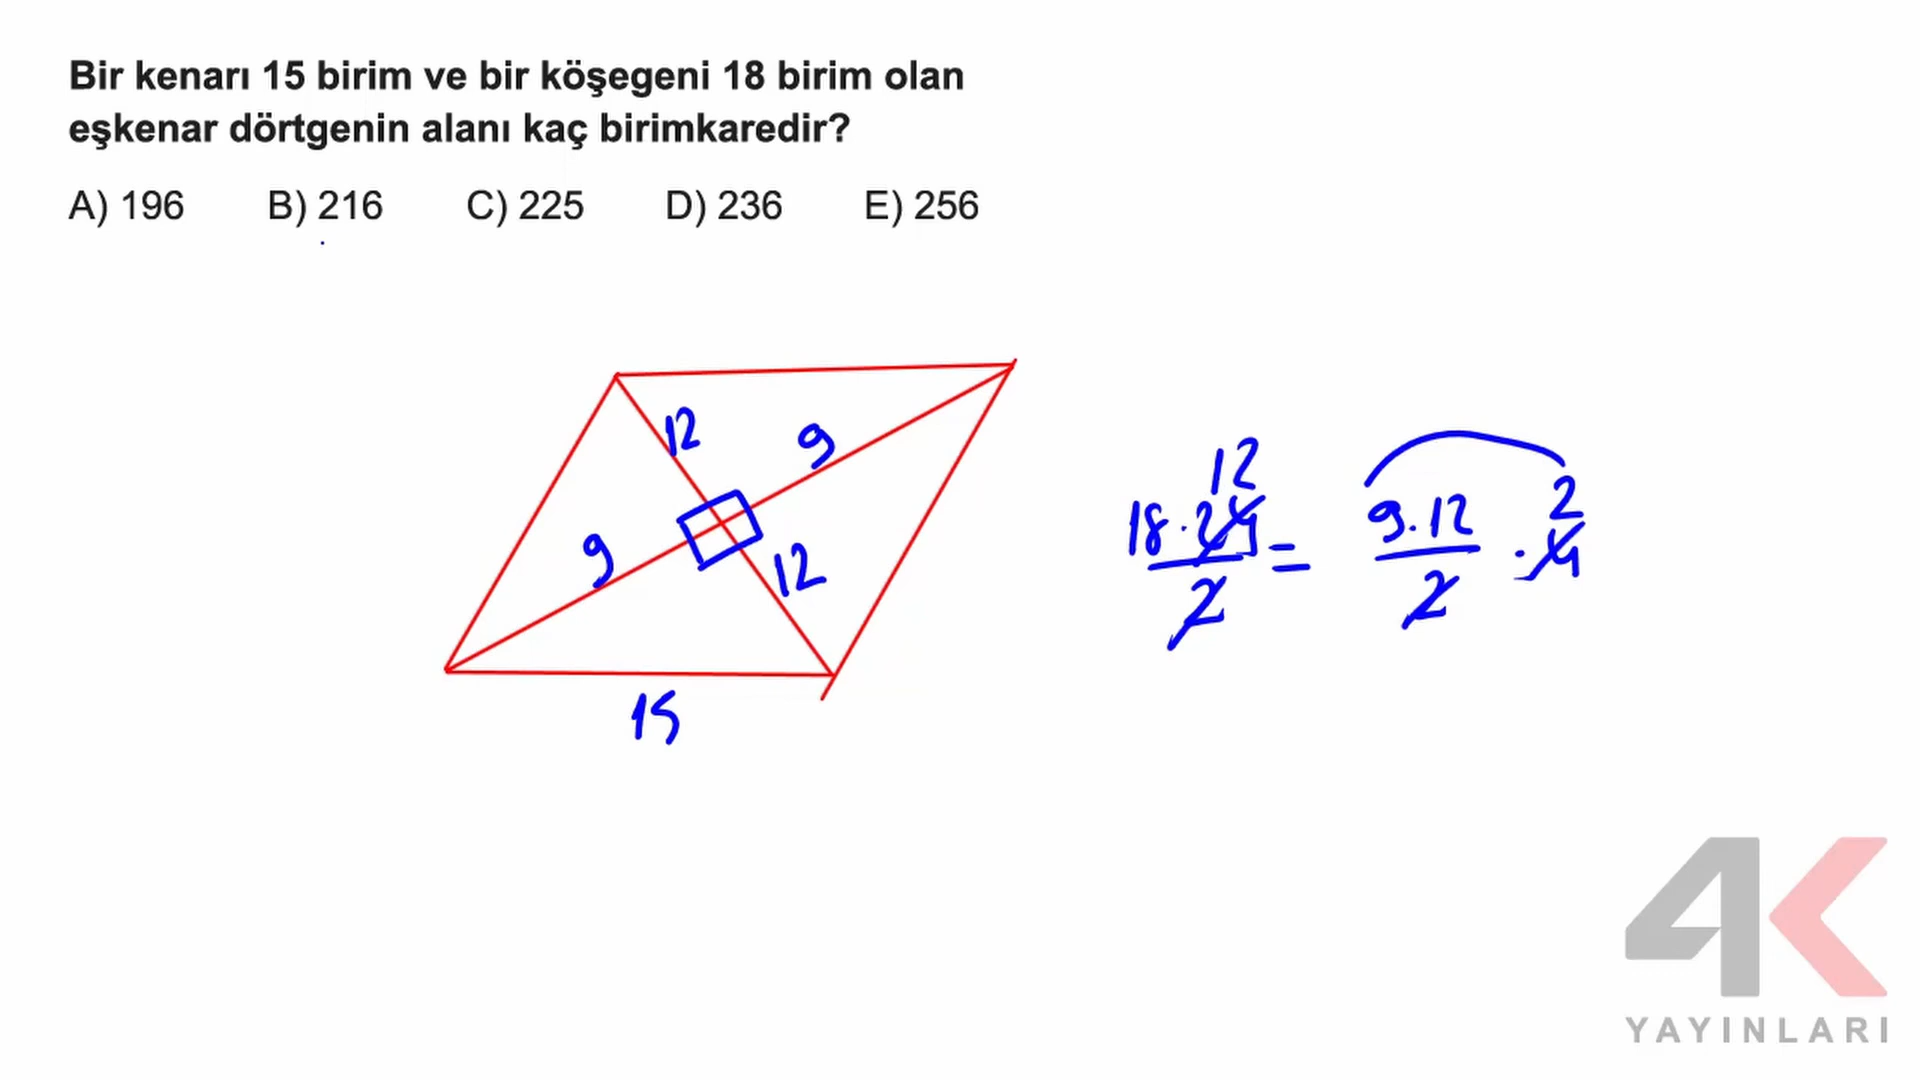 Bir kenarı 15 birim ve bir köşegeni 18 birim olan
eşkenar dörtgenin alanı kaç birimkaredir?
A) 196 B) 216 C) 225 D) 236 E) 256
12
9
9
12
15
12
18.24
2
=
9.12
2
.4
2
4K
YAYINLARI